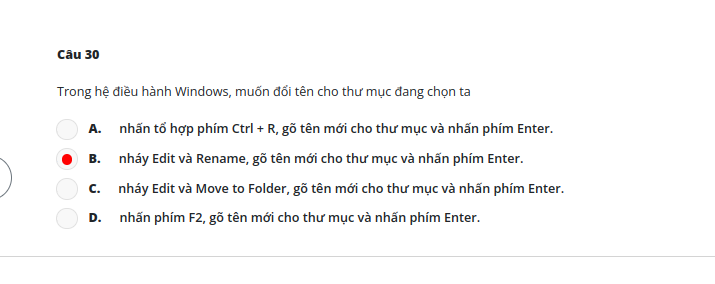 Câu 30
Trong hệ điều hành Windows, muốn đổi tên cho thư mục đang chọn ta
A. nhấn tổ hợp phím Ctrl + R, gõ tên mới cho thư mục và nhấn phím Enter.
B. nháy Edit và Rename, gõ tên mới cho thư mục và nhấn phím Enter.
C. nháy Edit và Move to Folder, gõ tên mới cho thư mục và nhấn phím Enter.
D. nhấn phím F2, gõ tên mới cho thư mục và nhấn phím Enter.